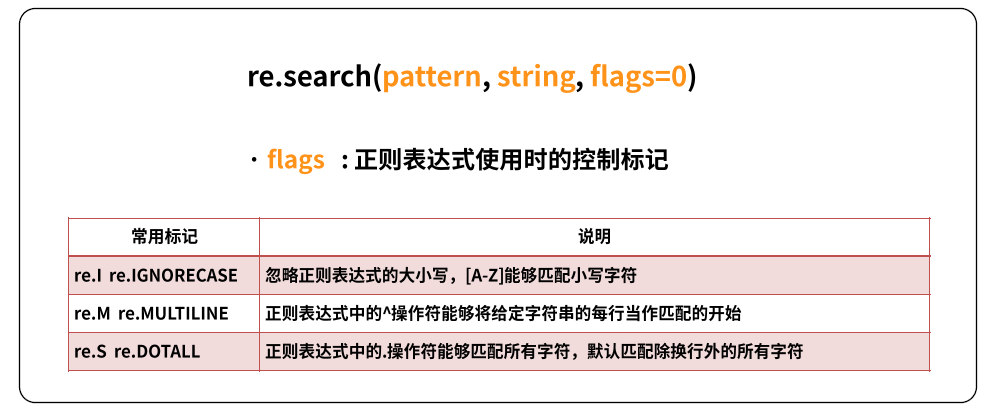 re.search(pattern, string, flags=0)
· flags : 正则表达式使用时的控制标记
常用标记 说明
re.I re.IGNORECASE 忽略正则表达式的大小写，[A-Z]能够匹配小写字符
re.M re.MULTILINE 正则表达式中的^操作符能够将给定字符串的每行当作匹配的开始
re.S re.DOTALL 正则表达式中的.操作符能够匹配所有字符，默认匹配除换行外的所有字符